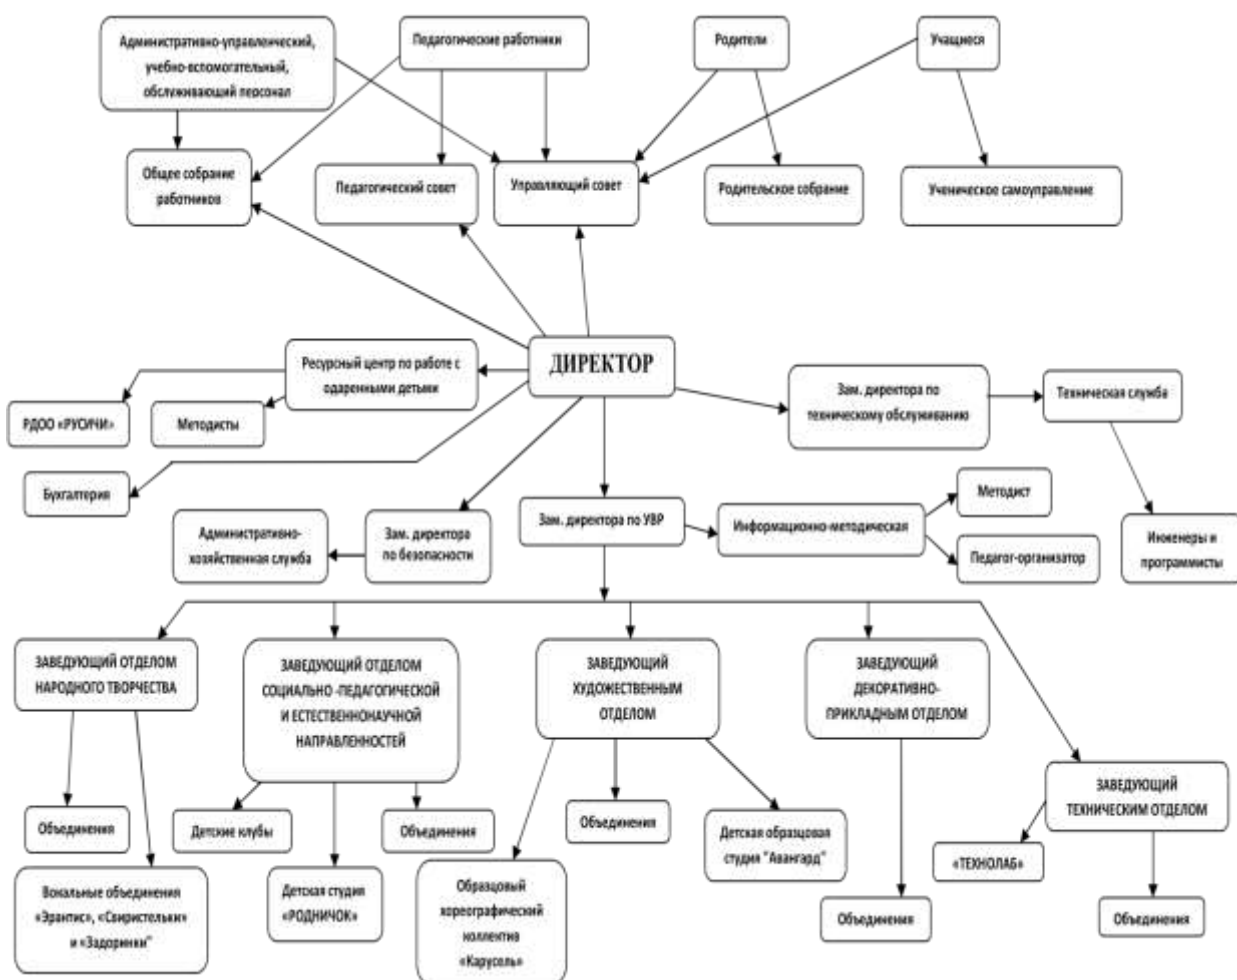 Административно-управленческий,
учебно-вспомогательный,
обслуживающий персонал
Педагогические работники
Родители
Учащиеся
Общее собрание
работников
Педагогический совет
Управляющий совет
Родительское собрание
Ученическое самоуправление
ДИРЕКТОР
Ресурсный центр по работе с
одаренными детьми
Зам. директора по
техническому обслуживанию
Техническая служба
РДОО «РУСИЧИ»
Методисты
Бухгалтерия
Методист
Административно-
хозяйственная служба
Зам. директора
по безопасности
Зам. директора по УВР
Информационно-методическая
Педагог-организатор
Инженеры и
программисты
ЗАВЕДУЮЩИЙ ОТДЕЛОМ
НАРОДНОГО ТВОРЧЕСТВА
ЗАВЕДУЮЩИЙ ОТДЕЛОМ
СОЦИАЛЬНО -ПЕДАГОГИЧЕСКОЙ
И ЕСТЕСТВЕННОНАУЧНОЙ
НАПРАВЛЕННОСТЕЙ
ЗАВЕДУЮЩИЙ
ХУДОЖЕСТВЕННЫМ
ОТДЕЛОМ
ЗАВЕДУЮЩИЙ
ДЕКОРАТИВНО-
ПРИКЛАДНЫМ ОТДЕЛОМ
ЗАВЕДУЮЩИЙ
ТЕХНИЧЕСКИМ ОТДЕЛОМ
Объединения
Детские клубы
Объединения
Объединения
Детская образцовая
студия "Авангард"
«ТЕХНОЛАБ»
Вокальные объединения
«Эрантис», «Свиристельки»
и «Задоринки"
Детская студия
«РОДНИЧОК»
Образцовый
хореографический
коллектив
«Карусель»
Объединения
Объединения